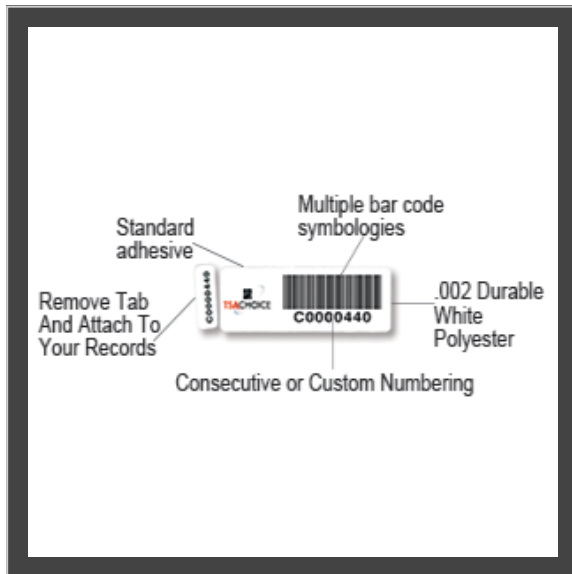 Multiple bar code
symbologies
Standard
adhesive
Remove Tab
And Attach To
Your Records
C0000440
TSACHOICE
C0000440
.002 Durable
White
Polyester
Consecutive or Custom Numbering